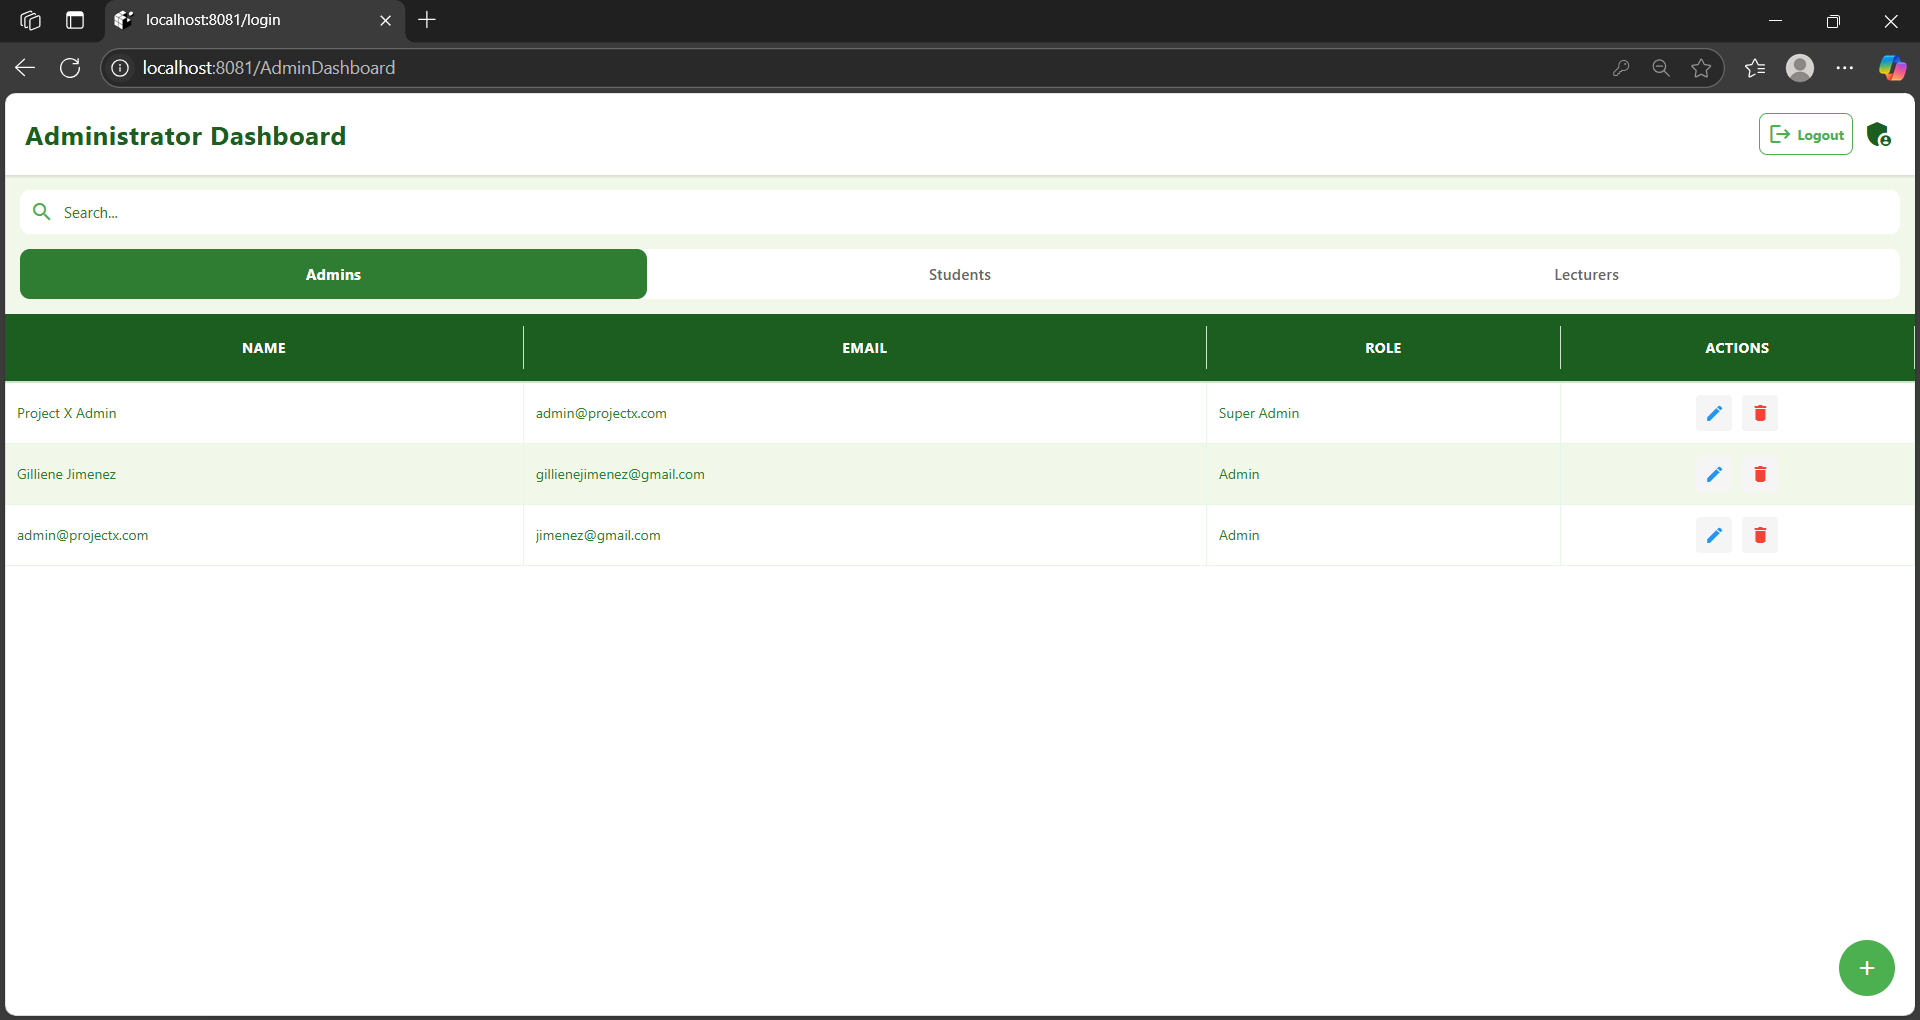 localhost:8081/login
localhost:8081/AdminDashboard
Administrator Dashboard
Logout
Search...
Admins Students Lecturers
NAME EMAIL ROLE ACTIONS
Project X Admin admin@projectx.com Super Admin
Gilliene Jimenez gillienejimenez@gmail.com Admin
admin@projectx.com jimenez@gmail.com Admin
+